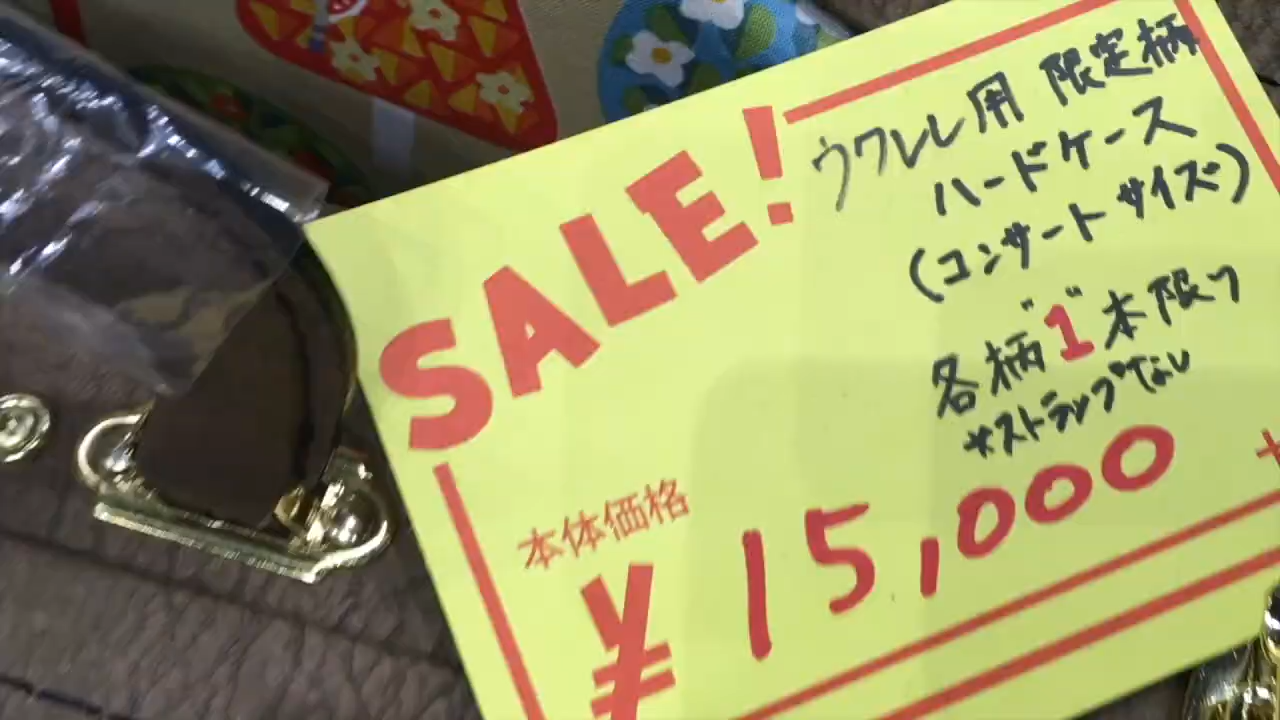 SALE!
ウクレレ用 限定柄
ハードケース
(コンサートサイズ)
各柄"1"本限り
*ストラップなし
本体価格
¥15,000